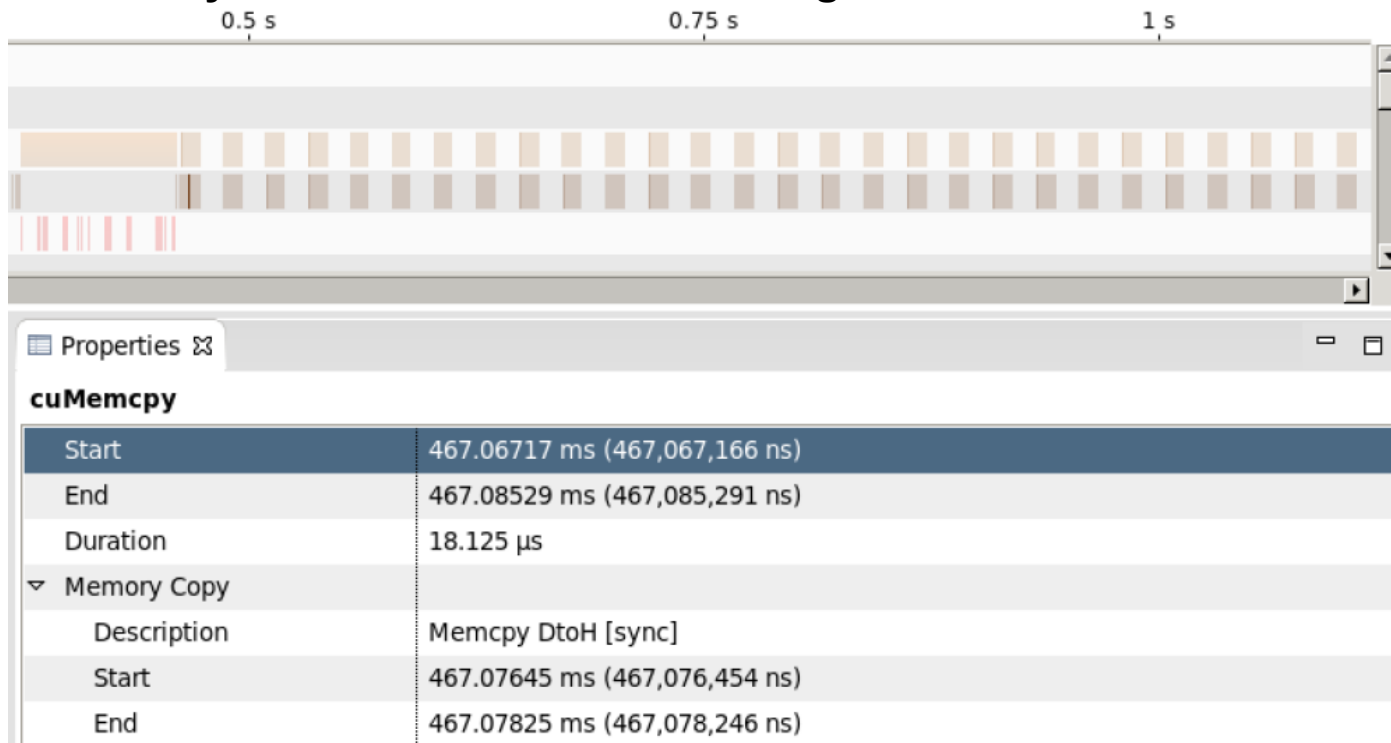 0.5 s 0.75 s 1 s
Properties
cuMemcpy
Start 467.06717 ms (467,067,166 ns)
End 467.08529 ms (467,085,291 ns)
Duration 18.125 µs
Memory Copy
Description Memcpy DtoH [sync]
Start 467.07645 ms (467,076,454 ns)
End 467.07825 ms (467,078,246 ns)